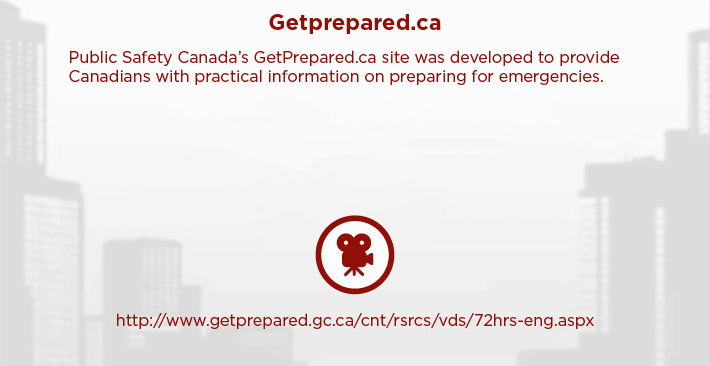 Getprepared.ca
Public Safety Canada’s GetPrepared.ca site was developed to provide
Canadians with practical information on preparing for emergencies.
http://www.getprepared.gc.ca/cnt/rsrcs/vds/72hrs-eng.aspx